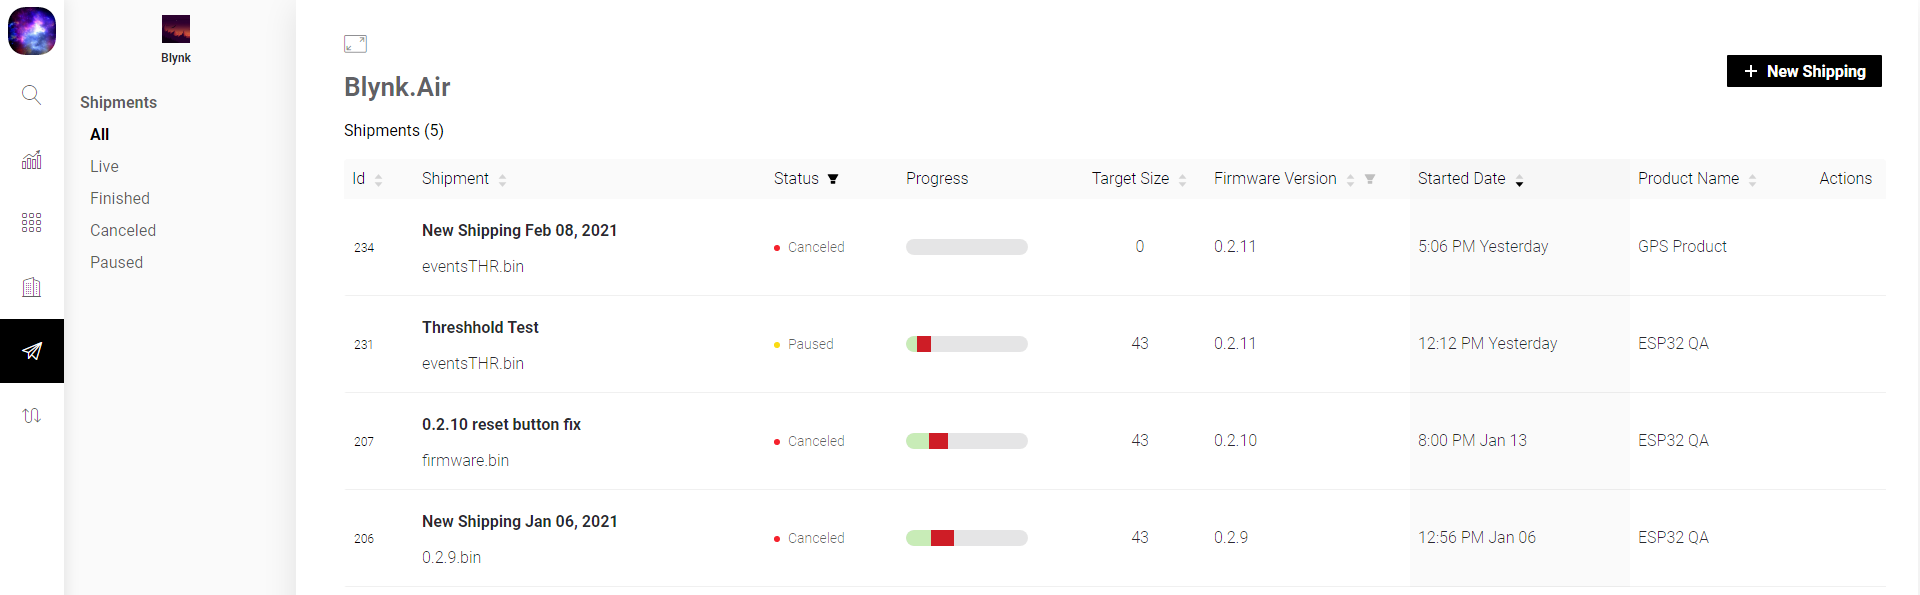 Blynk
Shipments
All
Live
Finished
Canceled
Paused
Blynk.Air
+ New Shipping
Shipments (5)
Id Shipment Status Progress Target Size Firmware Version Started Date Product Name Actions
234 New Shipping Feb 08, 2021 Canceled 0 0.2.11 5:06 PM Yesterday GPS Product
eventsTHR.bin
231 Threshhold Test Paused 43 0.2.11 12:12 PM Yesterday ESP32 QA
eventsTHR.bin
207 0.2.10 reset button fix Canceled 43 0.2.10 8:00 PM Jan 13 ESP32 QA
firmware.bin
206 New Shipping Jan 06, 2021 Canceled 43 0.2.9 12:56 PM Jan 06 ESP32 QA
0.2.9.bin